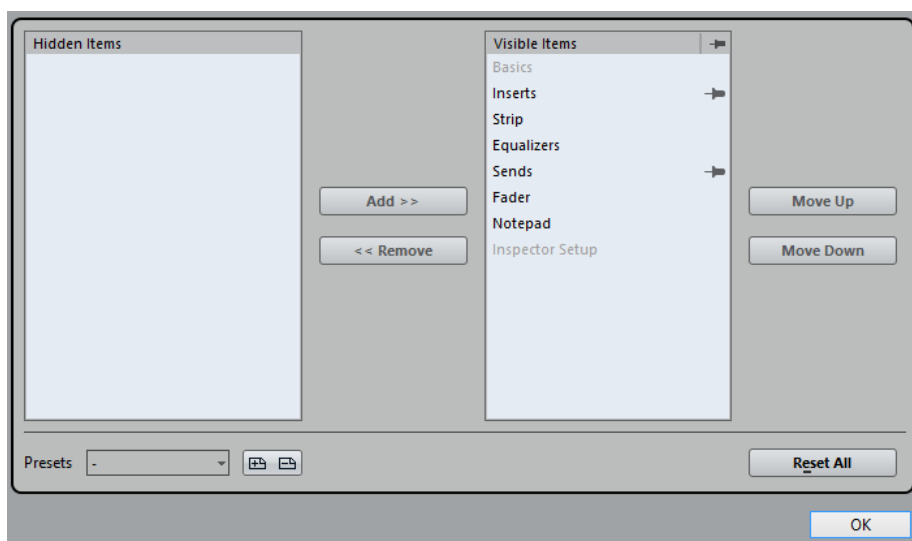 Hidden Items
Visible Items
Basics
Inserts
Strip
Equalizers
Sends
Fader
Notepad
Inspector Setup
Add >>
<< Remove
Move Up
Move Down
Presets -
Reset All
OK